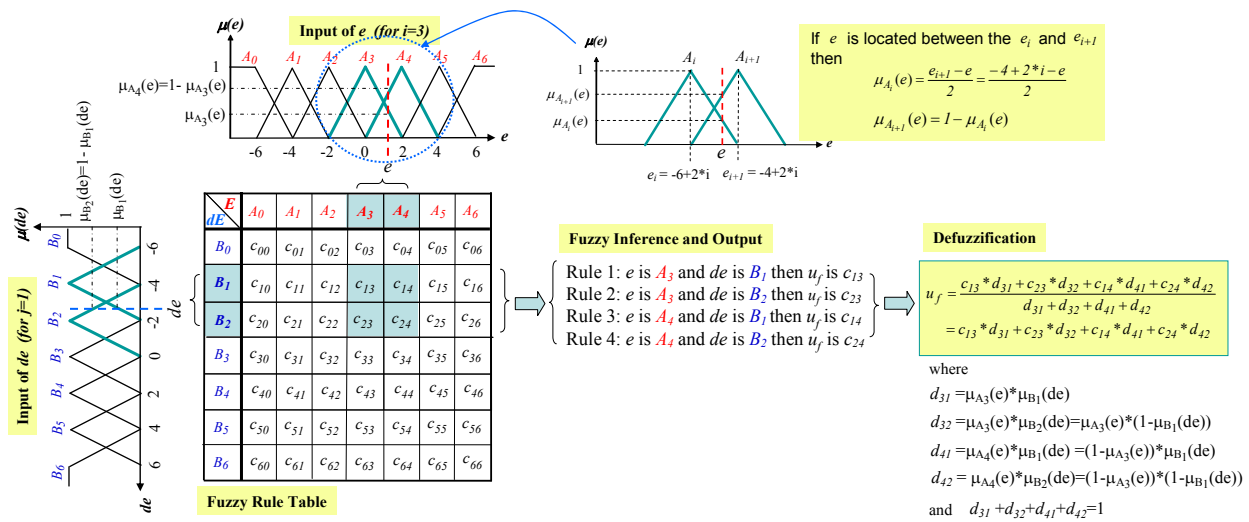 Input of e (for i=3)
μ(e)
A0 A1 A2 A3 A4 A5 A6
1
μA4(e)=1- μA3(e)
μA3(e)
-6 -4 -2 0 2 4 6 e
e
μ(e)
Ai Ai+1
1
μAi+1(e)
μAi(e)
e e
ei = -6+2*i ei+1 = -4+2*i
If e is located between the ei and ei+1
then
μAi(e) = (ei+1 − e)/2 = (−4 + 2*i − e)/2
μAi+1(e) = 1 − μAi(e)
Input of de (for j=1)
μ(de)
1
μB2(de)=1- μB1(de)
μB1(de)
B0 B1 B2 B3 B4 B5 B6
-6 -4 -2 0 2 4 6
de
de
E dE A0 A1 A2 A3 A4 A5 A6
B0 c00 c01 c02 c03 c04 c05 c06
B1 c10 c11 c12 c13 c14 c15 c16
B2 c20 c21 c22 c23 c24 c25 c26
B3 c30 c31 c32 c33 c34 c35 c36
B4 c40 c41 c42 c43 c44 c45 c46
B5 c50 c51 c52 c53 c54 c55 c56
B6 c60 c61 c62 c63 c64 c65 c66
Fuzzy Rule Table
Fuzzy Inference and Output
Rule 1: e is A3 and de is B1 then uf is c13
Rule 2: e is A3 and de is B2 then uf is c23
Rule 3: e is A4 and de is B1 then uf is c14
Rule 4: e is A4 and de is B2 then uf is c24
Defuzzification
uf = (c13*d31+c23*d32+c14*d41+c24*d42)/(d31+d32+d41+d42)
= c13*d31+c23*d32+c14*d41+c24*d42
where
d31 =μA3(e)*μB1(de)
d32 =μA3(e)*μB2(de)=μA3(e)*(1-μB1(de))
d41 =μA4(e)*μB1(de) =(1-μA3(e))*μB1(de)
d42 = μA4(e)*μB2(de)=(1-μA3(e))*(1-μB1(de))
and d31 +d32+d41+d42=1